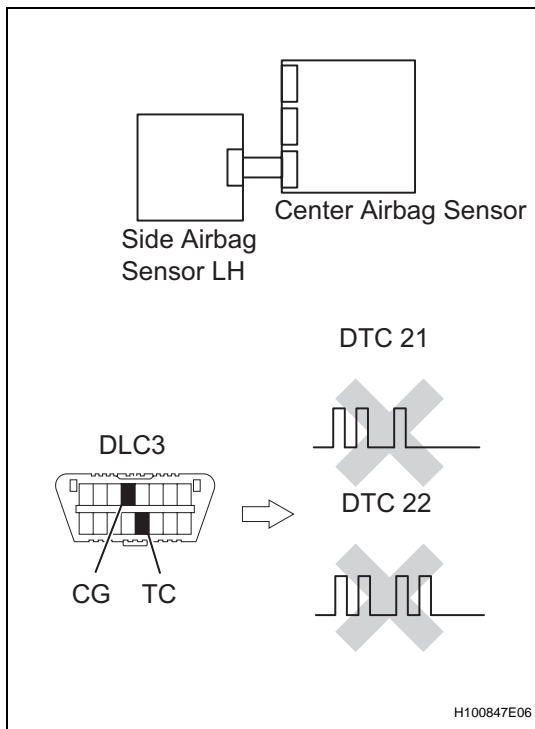 Center Airbag Sensor
Side Airbag
Sensor LH
DTC 21
DLC3
DTC 22
CG TC
H100847E06